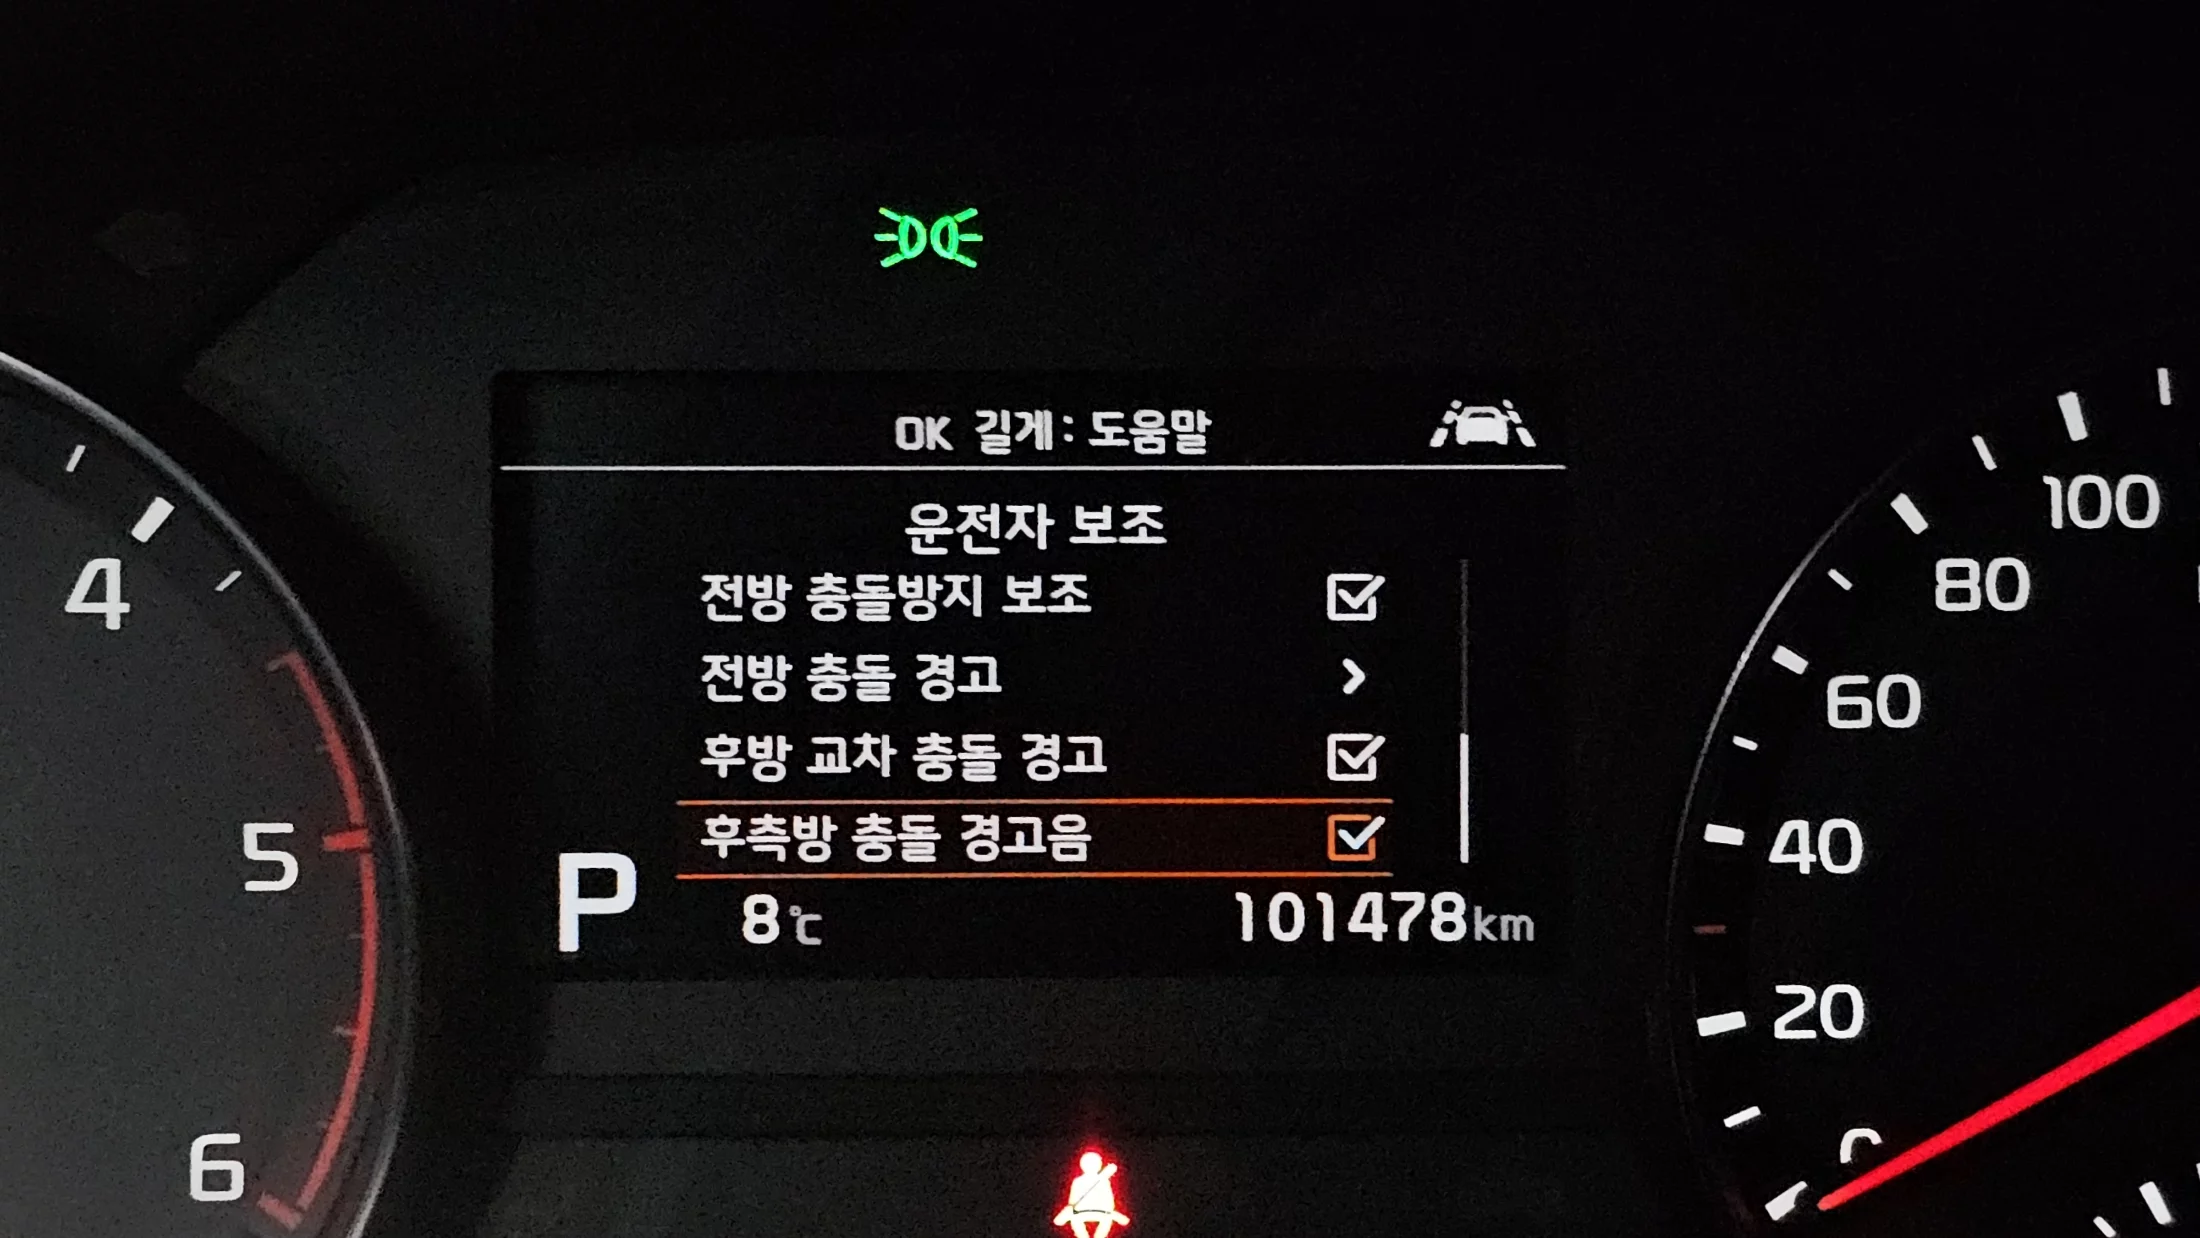 OK 길게: 도움말
운전자 보조
전방 충돌방지 보조
전방 충돌 경고
후방 교차 충돌 경고
후측방 충돌 경고음
P 8℃ 101478km
4
5
6
100
80
60
40
20
0